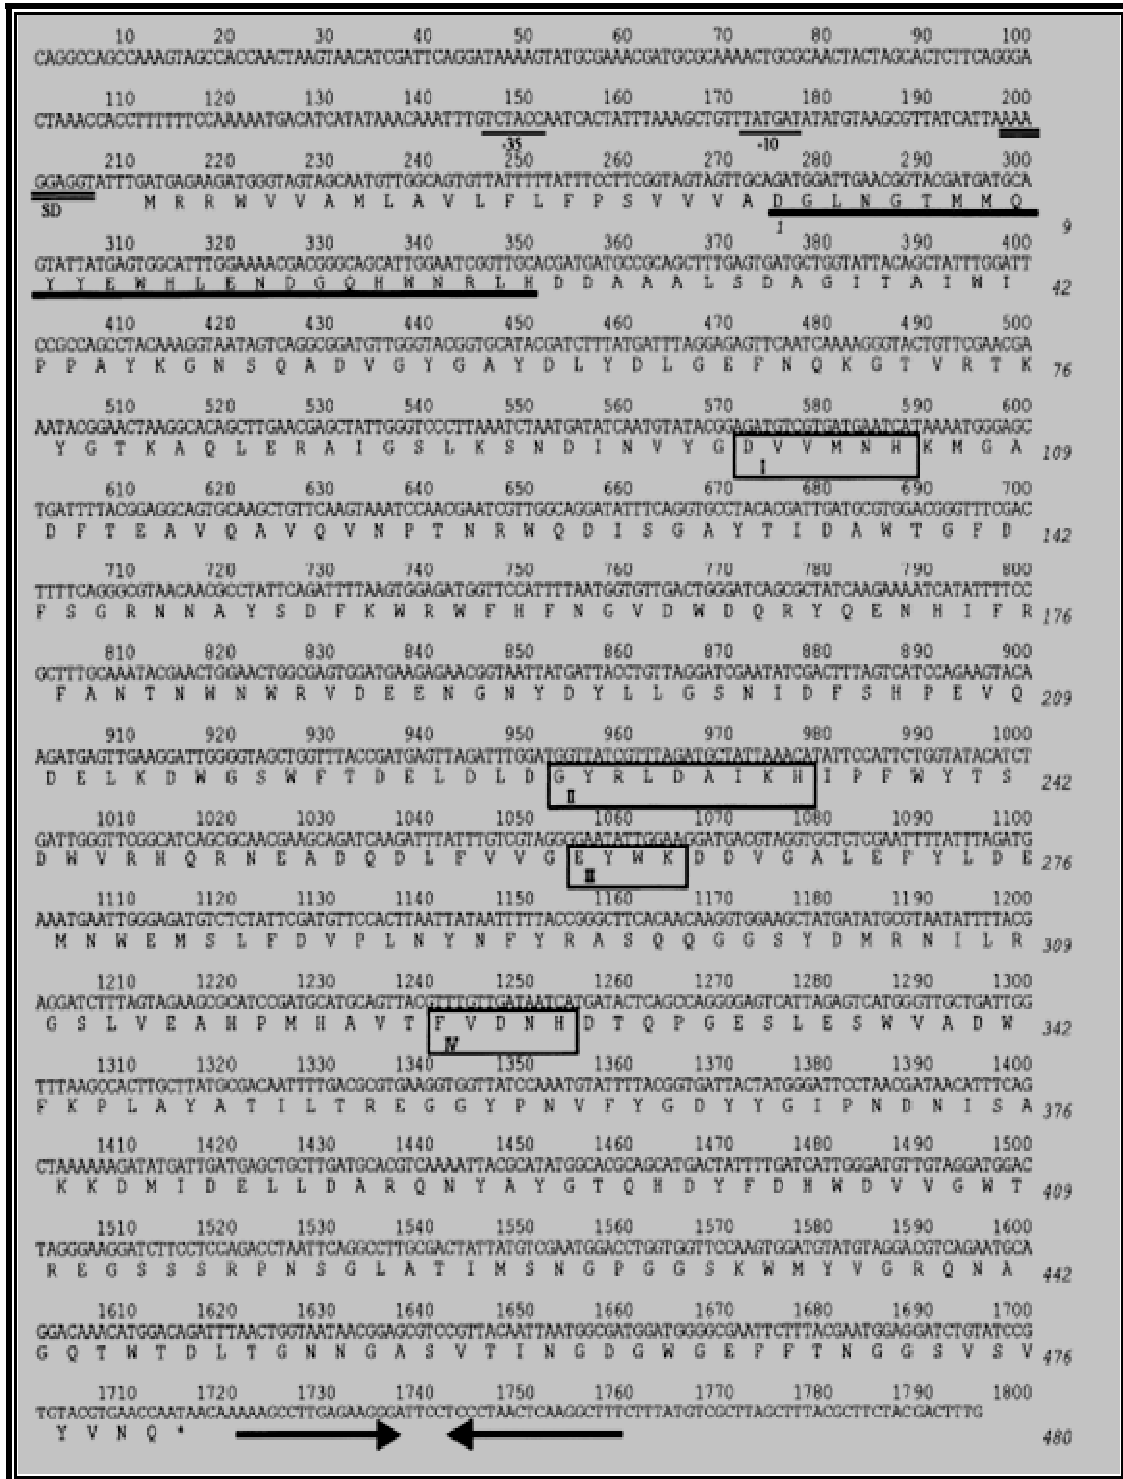 10 20 30 40 50 60 70 80 90 100
CAGGCCAGCCAAAGTAGCCACCAACTAAGTAACATCGATTCAGGATAAAAGTATGCGAAACGATGCGCAAAACTGCGCAACTACTAGCACTCTTCAGGGA
110 120 130 140 150 160 170 180 190 200
CTAAACCACCTTTTTTCCAAAAATGACATCATATAAACAAATTTGTCTACCAATCACTATTTAAAGCTGTTTATGATATATGTAAGCGTTATCATTAAAA
-35 -10
210 220 230 240 250 260 270 280 290 300
GGAGGTATTTGATGAGAAGATGGGTAGTAGCAATGTTGGCAGTGTTATTTTTATTTCCTTCGGTAGTAGTTGCAGATGGATTGAACGGTACGATGATGCA
SD M R R W V V A M L A V L F L F P S V V V A D G L N G T M M Q
1 9
310 320 330 340 350 360 370 380 390 400
GTATTATGAGTGGCATTTGGAAAACGACGGGCAGCATTGGAATCGGTTGCACGATGATGCCGCAGCTTTGAGTGATGCTGGTATTACAGCTATTTGGATT
Y Y E W H L E N D G Q H W N R L H D D A A A L S D A G I T A I W I 42
410 420 430 440 450 460 470 480 490 500
CCGCCAGCCTACAAAGGTAATAGTCAGGCGGATGTTGGGTACGGTGCATACGATCTTTATGATTTAGGAGAGTTCAATCAAAAGGGTACTGTTCGAACGA
P P A Y K G N S Q A D V G Y G A Y D L Y D L G E F N Q K G T V R T K 76
510 520 530 540 550 560 570 580 590 600
AATACGGAACTAAGGCACAGCTTGAACGAGCTATTGGGTCCCTTAAATCTAATGATATCAATGTATACGGAGATGTCGTGATGAATCATAAAATGGGAGC
Y G T K A Q L E R A I G S L K S N D I N V Y G D V V M N H K M G A 109
I
610 620 630 640 650 660 670 680 690 700
TGATTTTACGGAGGCAGTGCAAGCTGTTCAAGTAAATCCAACGAATCGTTGGCAGGATATTTCAGGTGCCTACACGATTGATGCGTGGACGGGTTTCGAC
D F T E A V Q A V Q V N P T N R W Q D I S G A Y T I D A W T G F D 142
710 720 730 740 750 760 770 780 790 800
TTTTCAGGGCGTAACAACGCCTATTCAGATTTTAAGTGGAGATGGTTCCATTTTAATGGTGTTGACTGGGATCAGCGCTATCAAGAAAATCATATTTTCC
F S G R N N A Y S D F K W R W F H F N G V D W D Q R Y Q E N H I F R 176
810 820 830 840 850 860 870 880 890 900
GCTTTGCAAATACGAACTGGAACTGGCGAGTGGATGAAGAGAACGGTAATTATGATTACCTGTTAGGATCGAATATCGACTTTAGTCATCCAGAAGTACA
F A N T N W N W R V D E E N G N Y D Y L L G S N I D F S H P E V Q 209
910 920 930 940 950 960 970 980 990 1000
AGATGAGTTGAAGGATTGGGGTAGCTGGTTTACCGATGAGTTAGATTTGGATGGTTATCGTTTAGATGCTATTAAACATATTCCATTCTGGTATACATCT
D E L K D W G S W F T D E L D L D G Y R L D A I K H I P F W Y T S 242
II
1010 1020 1030 1040 1050 1060 1070 1080 1090 1100
GATTGGGTTCGGCATCAGCGCAACGAAGCAGATCAAGATTTATTTGTCGTAGGGGAATATTGGAAGGATGACGTAGGTGCTCTCGAATTTTATTTAGATG
D W V R H Q R N E A D Q D L F V V G E Y W K D D V G A L E F Y L D E 276
III
1110 1120 1130 1140 1150 1160 1170 1180 1190 1200
AAATGAATTGGGAGATGTCTCTATTCGATGTTCCACTTAATTATAATTTTTACCGGGCTTCACAACAAGGTGGAAGCTATGATATGCGTAATATTTTACG
M N W E M S L F D V P L N Y N F Y R A S Q Q G G S Y D M R N I L R 309
1210 1220 1230 1240 1250 1260 1270 1280 1290 1300
AGGATCTTTAGTAGAAGCGCATCCGATGCATGCAGTTACGTTTGTTGATAATCATGATACTCAGCCAGGGGAGTCATTAGAGTCATGGGTTGCTGATTGG
G S L V E A H P M H A V T F V D N H D T Q P G E S L E S W V A D W 342
IV
1310 1320 1330 1340 1350 1360 1370 1380 1390 1400
TTTAAGCCACTTGCTTATGCGACAATTTTGACGCGTGAAGGTGGTTATCCAAATGTATTTTACGGTGATTACTATGGGATTCCTAACGATAACATTTCAG
F K P L A Y A T I L T R E G G Y P N V F Y G D Y Y G I P N D N I S A 376
1410 1420 1430 1440 1450 1460 1470 1480 1490 1500
CTAAAAAAGATATGATTGATGAGCTGCTTGATGCACGTCAAAATTACGCATATGGCACGCAGCATGACTATTTTGATCATTGGGATGTTGTAGGATGGAC
K K D M I D E L L D A R Q N Y A Y G T Q H D Y F D H W D V V G W T 409
1510 1520 1530 1540 1550 1560 1570 1580 1590 1600
TAGGGAAGGATCTTCCTCCAGACCTAATTCAGGCCTTGCGACTATTATGTCGAATGGACCTGGTGGTTCCAAGTGGATGTATGTAGGACGTCAGAATGCA
R E G S S S R P N S G L A T I M S N G P G G S K W M Y V G R Q N A 442
1610 1620 1630 1640 1650 1660 1670 1680 1690 1700
GGACAAACATGGACAGATTTAACTGGTAATAACGGAGCGTCCGTTACAATTAATGGCGATGGATGGGGCGAATTCTTTACGAATGGAGGATCTGTATCCG
G Q T W T D L T G N N G A S V T I N G D G W G E F F T N G G S V S V 476
1710 1720 1730 1740 1750 1760 1770 1780 1790 1800
TGTACGTGAACCAATAACAAAAAGCCTTGAGAAGGGATTCCTCCCTAACTCAAGGCTTTCTTTATGTCGCTTAGCTTTACGCTTCTACGACTTTG
Y V N Q * 480